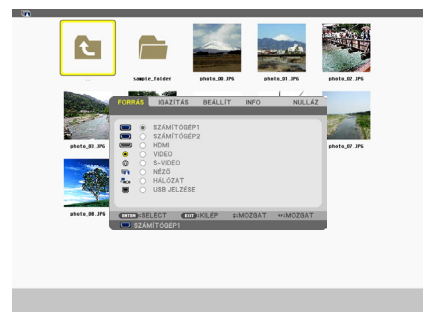 .. sample_folder photo_00.JPG photo_01.JPG photo_02.JPG
FORRÁS IGAZÍTÁS BEÁLLÍT INFO NULLÁZ
SZÁMÍTÓGÉP1
SZÁMÍTÓGÉP2
HDMI
photo_03.JPG photo_07.JPG
VIDEO
S-VIDEO
NÉZŐ
HÁLÓZAT
USB JELZÉSE
photo_08.JPG
ENTER :SELECT EXIT :KILÉP ↕:MOZGAT ↔:MOZGAT
SZÁMÍTÓGÉP1